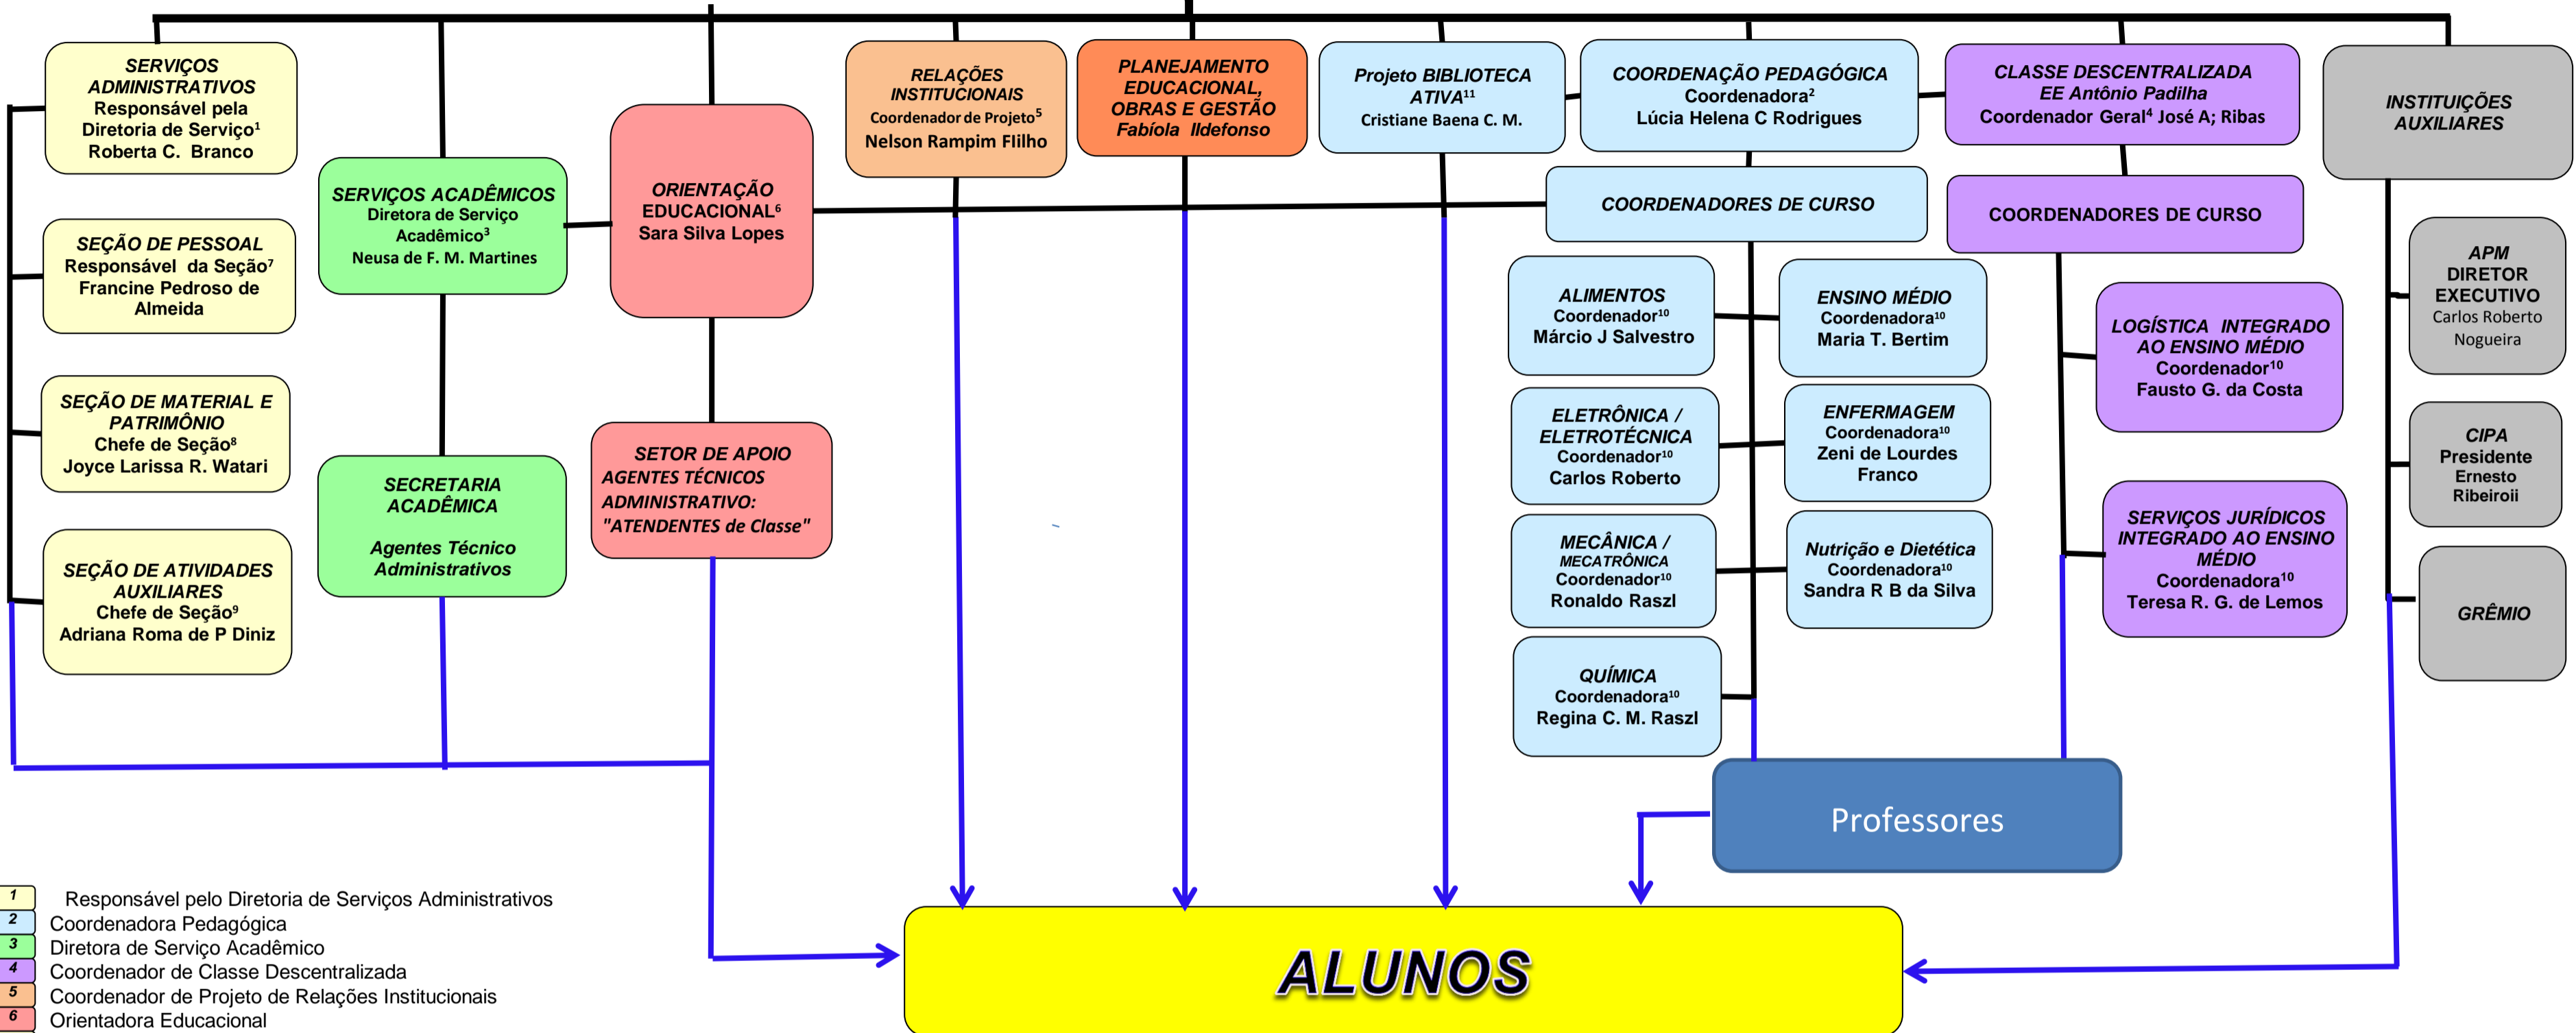 SERVIÇOS
ADMINISTRATIVOS
Responsável pela
Diretoria de Serviço¹
Roberta C. Branco
SEÇÃO DE PESSOAL
Responsável da Seção⁷
Francine Pedroso de
Almeida
SEÇÃO DE MATERIAL E
PATRIMÔNIO
Chefe de Seção⁸
Joyce Larissa R. Watari
SEÇÃO DE ATIVIDADES
AUXILIARES
Chefe de Seção⁹
Adriana Roma de P Diniz
SERVIÇOS ACADÊMICOS
Diretora de Serviço
Acadêmico³
Neusa de F. M. Martines
SECRETARIA
ACADÊMICA
Agentes Técnico
Administrativos
ORIENTAÇÃO
EDUCACIONAL⁶
Sara Silva Lopes
SETOR DE APOIO
AGENTES TÉCNICOS
ADMINISTRATIVO:
"ATENDENTES de Classe"
RELAÇÕES
INSTITUCIONAIS
Coordenador de Projeto⁵
Nelson Rampim Flilho
PLANEJAMENTO
EDUCACIONAL,
OBRAS E GESTÃO
Fabíola Ildefonso
Projeto BIBLIOTECA
ATIVA¹¹
Cristiane Baena C. M.
COORDENAÇÃO PEDAGÓGICA
Coordenadora²
Lúcia Helena C Rodrigues
COORDENADORES DE CURSO
ALIMENTOS
Coordenador¹⁰
Márcio J Salvestro
ENSINO MÉDIO
Coordenadora¹⁰
Maria T. Bertim
ELETRÔNICA /
ELETROTÉCNICA
Coordenador¹⁰
Carlos Roberto
ENFERMAGEM
Coordenadora¹⁰
Zeni de Lourdes
Franco
MECÂNICA /
MECATRÔNICA
Coordenador¹⁰
Ronaldo Raszl
Nutrição e Dietética
Coordenadora¹⁰
Sandra R B da Silva
QUÍMICA
Coordenadora¹⁰
Regina C. M. Raszl
CLASSE DESCENTRALIZADA
EE Antônio Padilha
Coordenador Geral⁴ José A; Ribas
COORDENADORES DE CURSO
LOGÍSTICA INTEGRADO
AO ENSINO MÉDIO
Coordenador¹⁰
Fausto G. da Costa
SERVIÇOS JURÍDICOS
INTEGRADO AO ENSINO
MÉDIO
Coordenadora¹⁰
Teresa R. G. de Lemos
INSTITUIÇÕES
AUXILIARES
APM
DIRETOR
EXECUTIVO
Carlos Roberto
Nogueira
CIPA
Presidente
Ernesto
Ribeiroii
GRÊMIO
Professores
ALUNOS
1 Responsável pelo Diretoria de Serviços Administrativos
2 Coordenadora Pedagógica
3 Diretora de Serviço Acadêmico
4 Coordenador de Classe Descentralizada
5 Coordenador de Projeto de Relações Institucionais
6 Orientadora Educacional